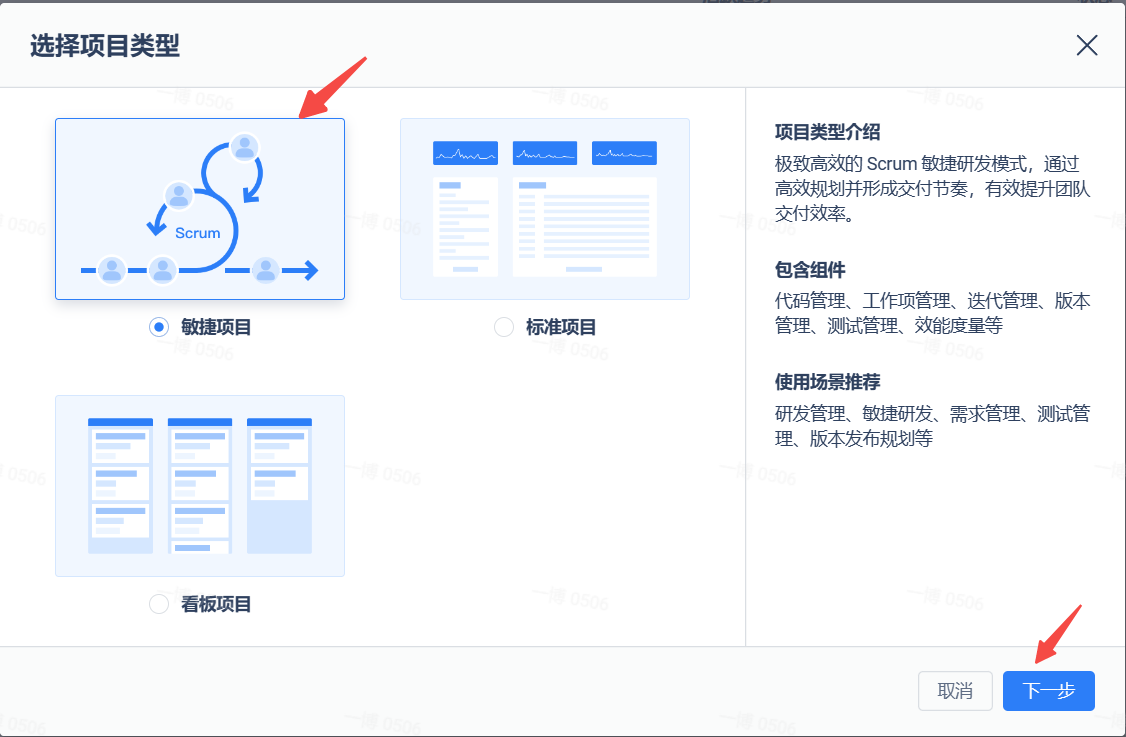 选择项目类型
Scrum
敏捷项目
标准项目
看板项目
项目类型介绍
极致高效的 Scrum 敏捷研发模式，通过
高效规划并形成交付节奏，有效提升团队
交付效率。
包含组件
代码管理、工作项管理、迭代管理、版本
管理、测试管理、效能度量等
使用场景推荐
研发管理、敏捷研发、需求管理、测试管
理、版本发布规划等
取消
下一步
一博 0506